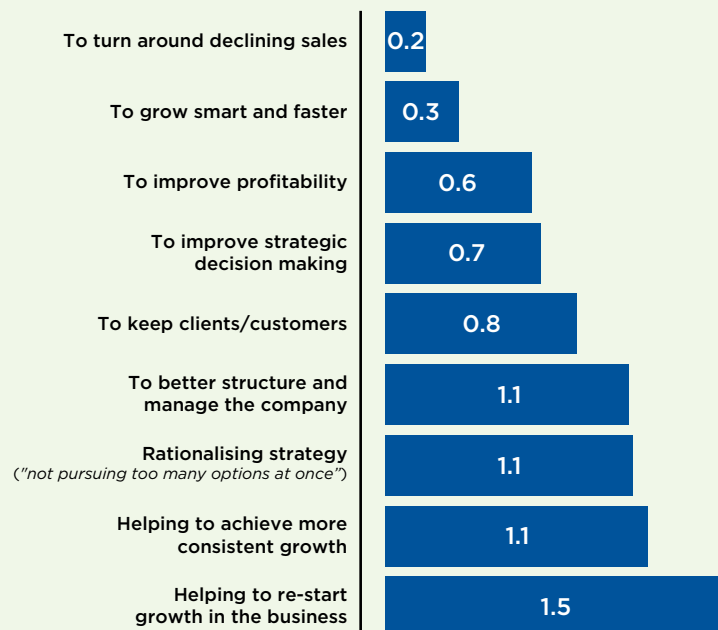 To turn around declining sales
0.2
To grow smart and faster
0.3
To improve profitability
0.6
To improve strategic
decision making
0.7
To keep clients/customers
0.8
To better structure and
manage the company
1.1
Rationalising strategy
("not pursuing too many options at once”)
1.1
Helping to achieve more
consistent growth
1.1
Helping to re-start
growth in the business
1.5